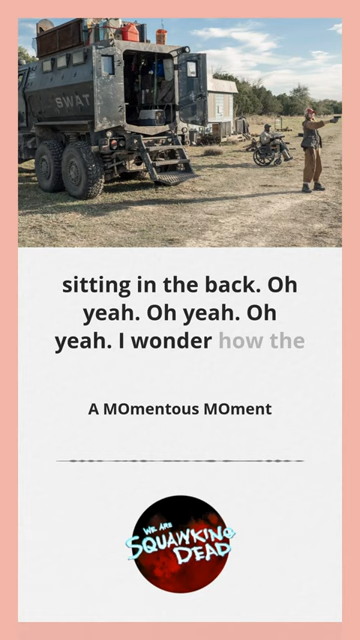 SWAT
sitting in the back. Oh
yeah. Oh yeah. Oh
yeah. I wonder how the
A MOmentous MOment
WE ARE
SQUAWKING
DEAD